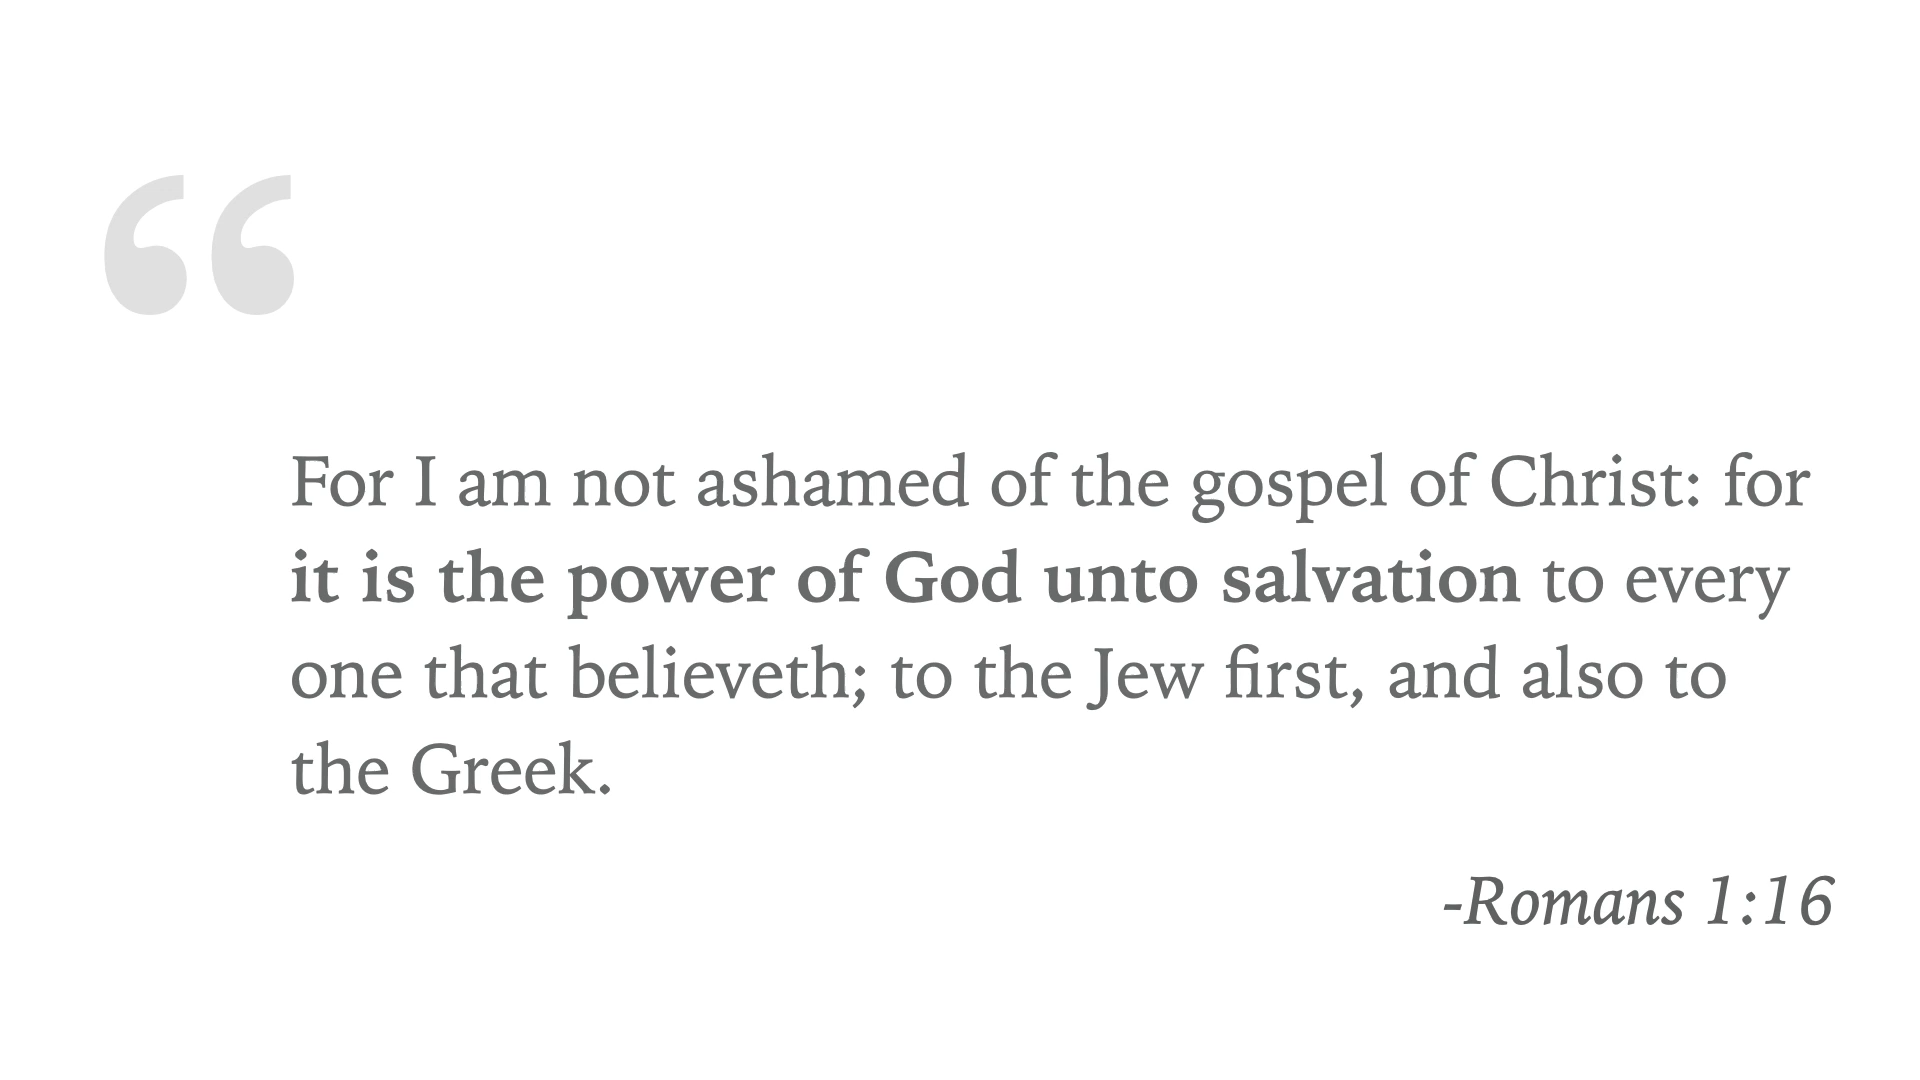 “
For I am not ashamed of the gospel of Christ: for
it is the power of God unto salvation to every
one that believeth; to the Jew first, and also to
the Greek.
-Romans 1:16